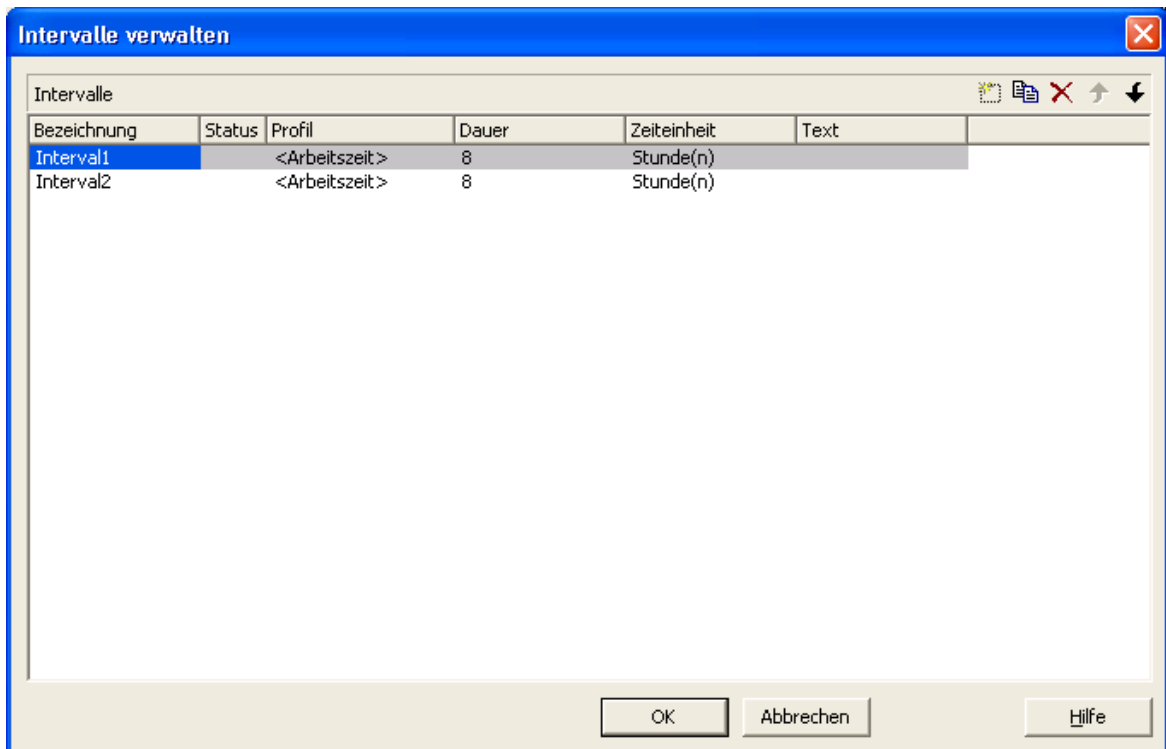 Intervalle verwalten
Intervalle
Bezeichnung Status Profil Dauer Zeiteinheit Text
Interval1 <Arbeitszeit> 8 Stunde(n)
Interval2 <Arbeitszeit> 8 Stunde(n)
OK Abbrechen Hilfe